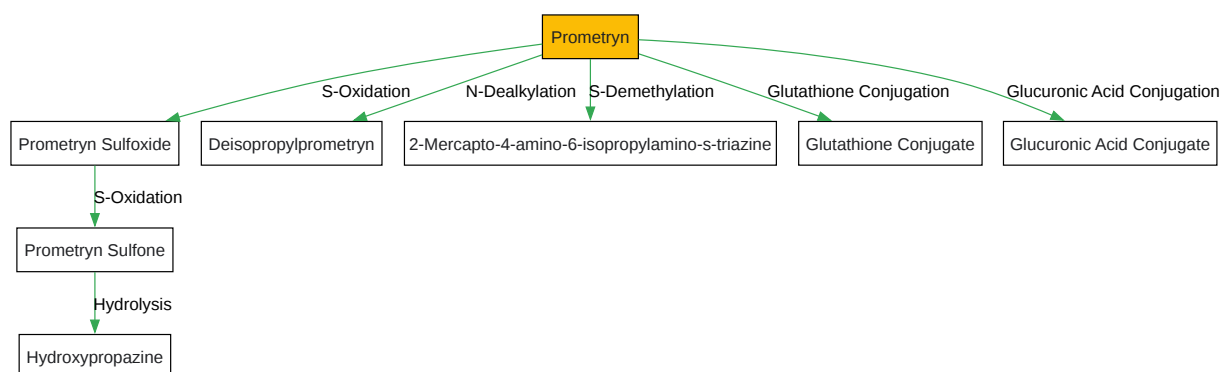 Prometryn
S-Oxidation
N-Dealkylation
S-Demethylation
Glutathione Conjugation
Glucuronic Acid Conjugation
Prometryn Sulfoxide
Deisopropylprometryn
2-Mercapto-4-amino-6-isopropylamino-s-triazine
Glutathione Conjugate
Glucuronic Acid Conjugate
S-Oxidation
Prometryn Sulfone
Hydrolysis
Hydroxypropazine